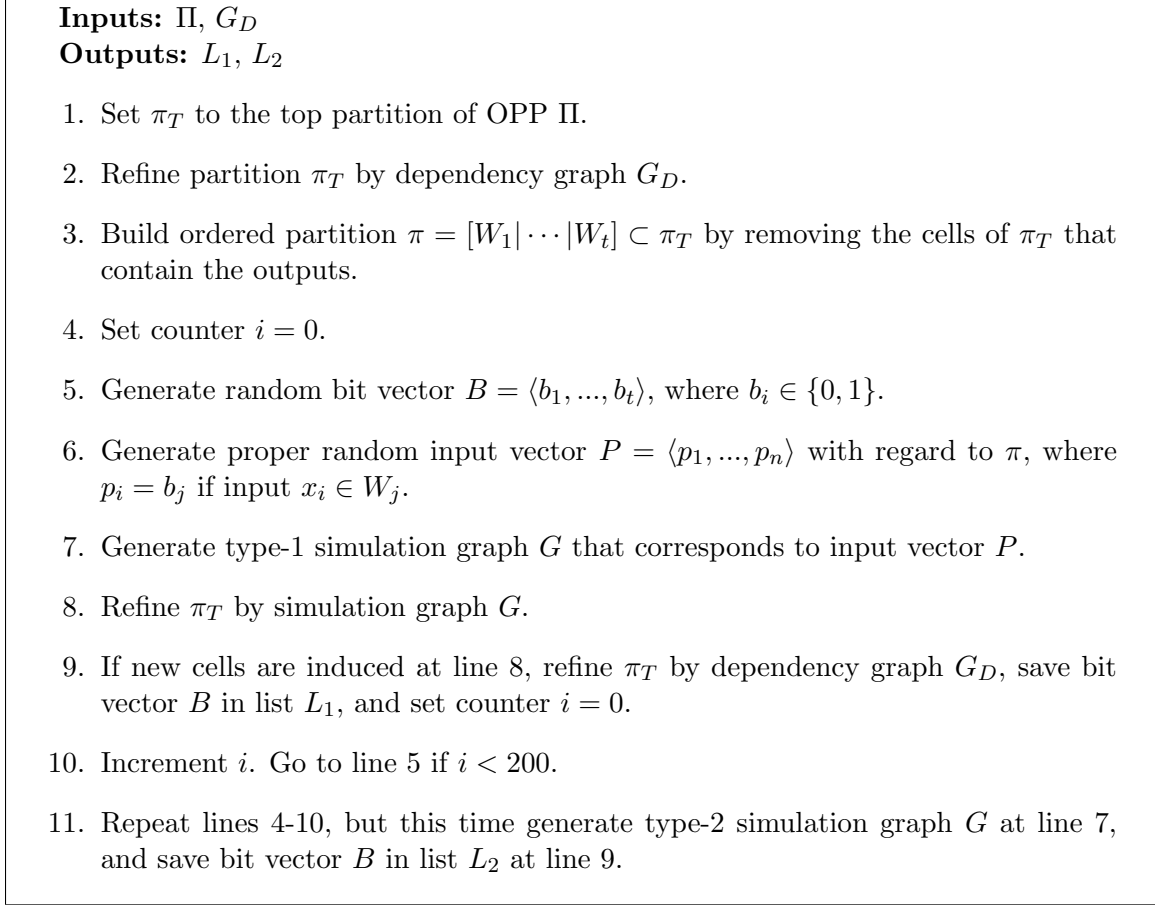 Inputs: Π, G_D
Outputs: L_1, L_2
1. Set π_T to the top partition of OPP Π.
2. Refine partition π_T by dependency graph G_D.
3. Build ordered partition π = [W_1| ⋯ |W_t] ⊂ π_T by removing the cells of π_T that
contain the outputs.
4. Set counter i = 0.
5. Generate random bit vector B = ⟨b_1, ..., b_t⟩, where b_i ∈ {0, 1}.
6. Generate proper random input vector P = ⟨p_1, ..., p_n⟩ with regard to π, where
p_i = b_j if input x_i ∈ W_j.
7. Generate type-1 simulation graph G that corresponds to input vector P.
8. Refine π_T by simulation graph G.
9. If new cells are induced at line 8, refine π_T by dependency graph G_D, save bit
vector B in list L_1, and set counter i = 0.
10. Increment i. Go to line 5 if i < 200.
11. Repeat lines 4-10, but this time generate type-2 simulation graph G at line 7,
and save bit vector B in list L_2 at line 9.